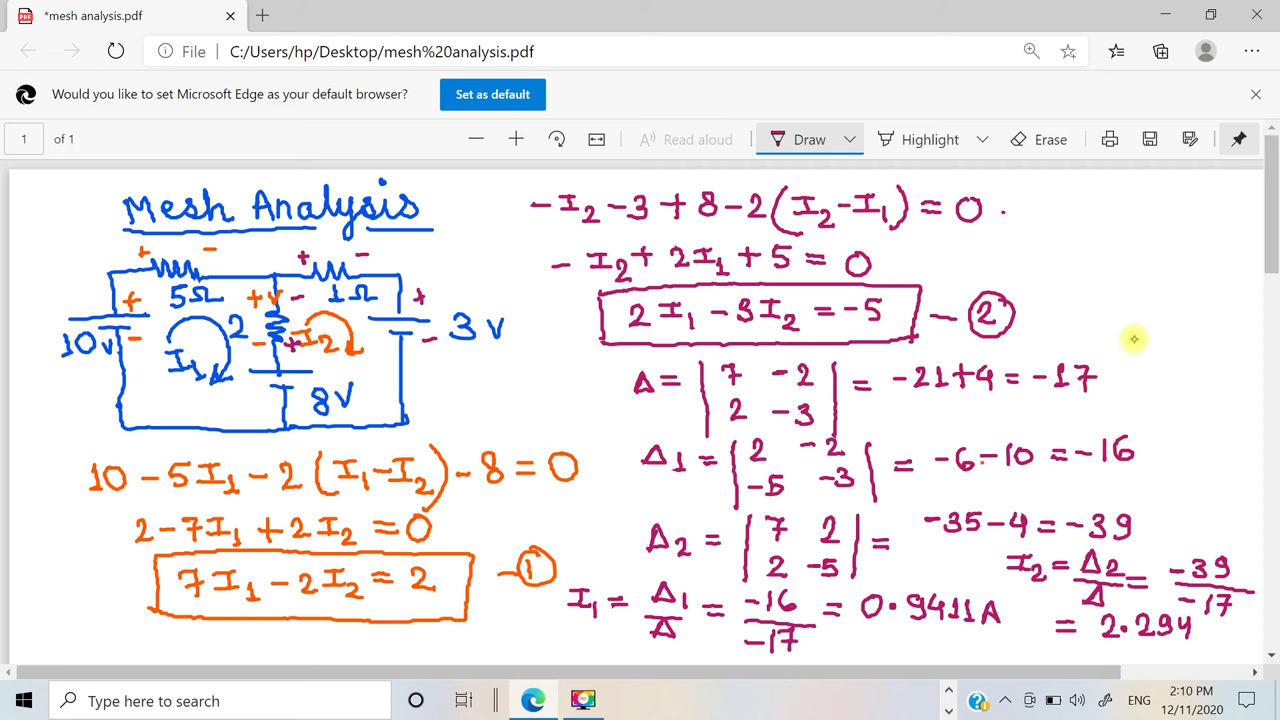 *mesh analysis.pdf
File C:/Users/hp/Desktop/mesh%20analysis.pdf
Would you like to set Microsoft Edge as your default browser? Set as default
1 of 1 Read aloud Draw Highlight Erase
Mesh Analysis
+ - + -
5Ω +v - 1Ω +
+ 2 I2 3 v
10v - I1 - + -
8V
10 - 5I1 - 2 (I1 - I2) - 8 = 0
2 - 7I1 + 2I2 = 0
7I1 - 2I2 = 2 - 1
-I2 - 3 + 8 - 2(I2 - I1) = 0 .
- I2 + 2I1 + 5 = 0
2 I1 - 3I2 = -5 - 2
Δ = | 7 -2 | = -21+4 = -17
| 2 -3 |
Δ1 = | 2 -2 | = -6 - 10 = -16
| -5 -3 |
Δ2 = | 7 2 | = -35 - 4 = -39
| 2 -5 |
I1 = Δ1/Δ = -16/-17 = 0.9411A
I2 = Δ2/Δ = -39/-17
= 2.294
Type here to search
ENG
2:10 PM
12/11/2020